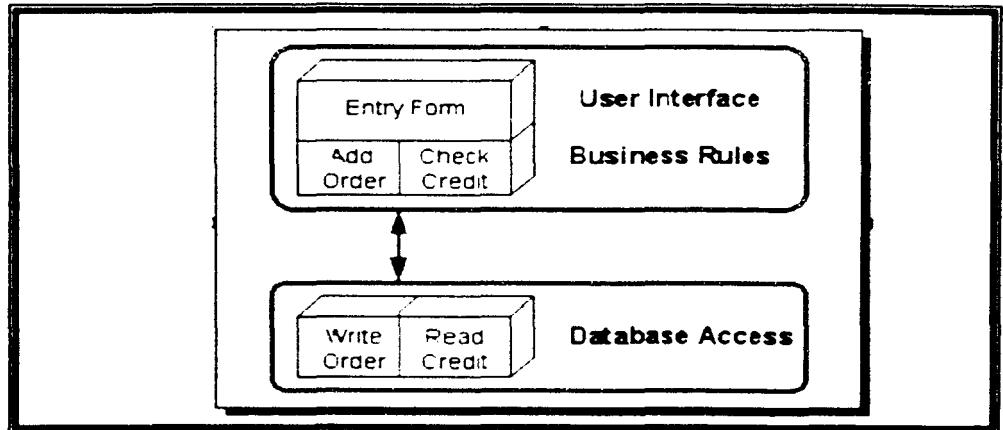 Entry Form
User Interface
Add Order
Check Credit
Business Rules
Write Order
Read Credit
Database Access